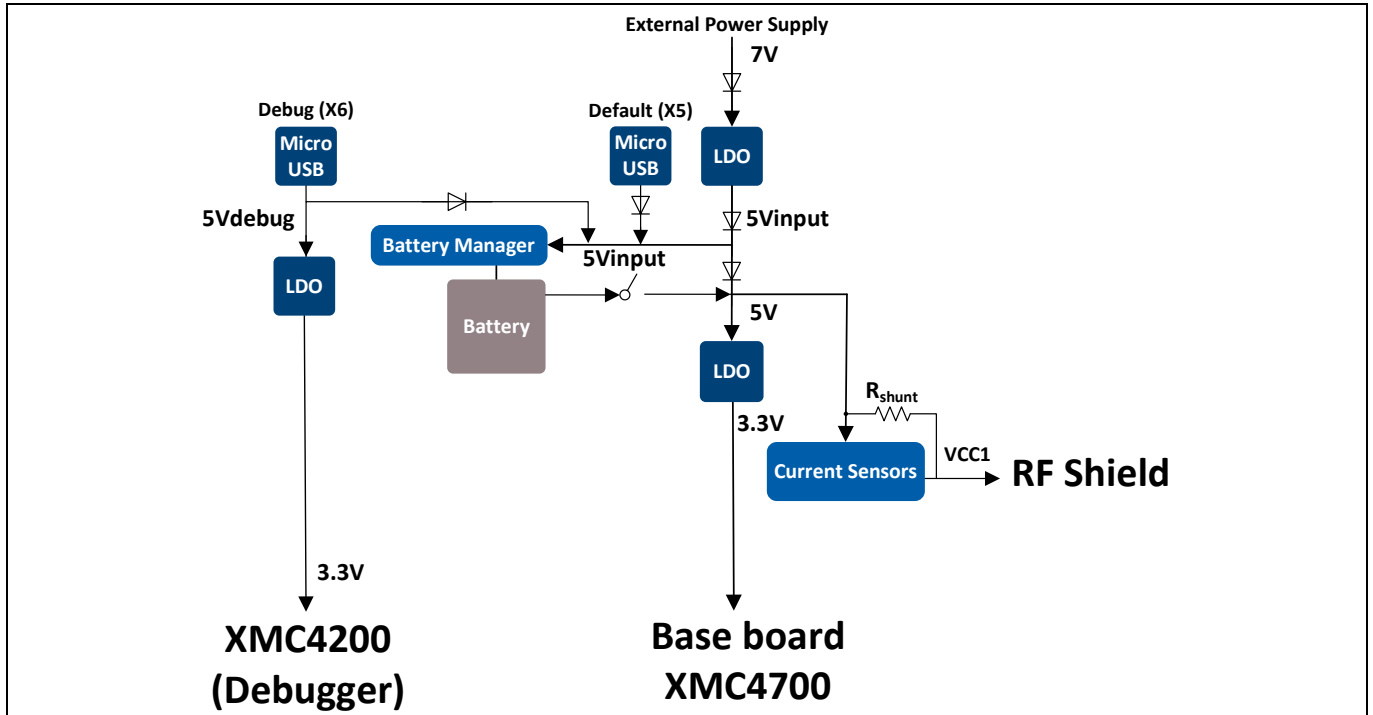 External Power Supply
7V
Debug (X6)
Default (X5)
Micro
USB
Micro
USB
LDO
5Vdebug
5Vinput
Battery Manager
5Vinput
LDO
Battery
5V
LDO
Rshunt
3.3V
VCC1
Current Sensors
RF Shield
3.3V
XMC4200
(Debugger)
Base board
XMC4700